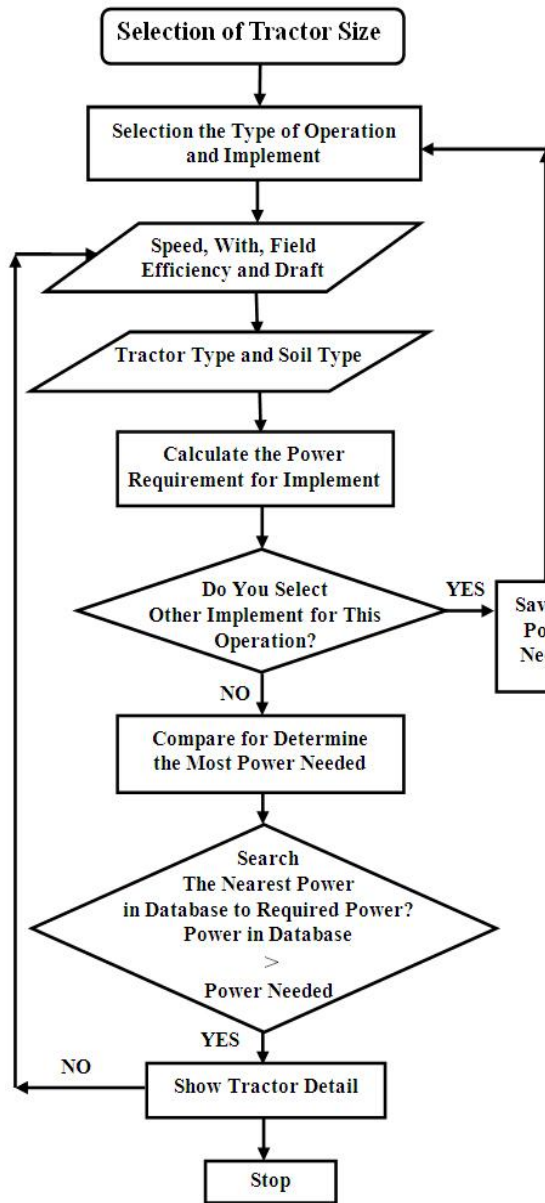 Selection of Tractor Size
Selection the Type of Operation
and Implement
Speed, With, Field
Efficiency and Draft
Tractor Type and Soil Type
Calculate the Power
Requirement for Implement
Do You Select
Other Implement for This
Operation?
YES
NO
Compare for Determine
the Most Power Needed
Search
The Nearest Power
in Database to Required Power?
Power in Database
>
Power Needed
YES
NO
Show Tractor Detail
Stop